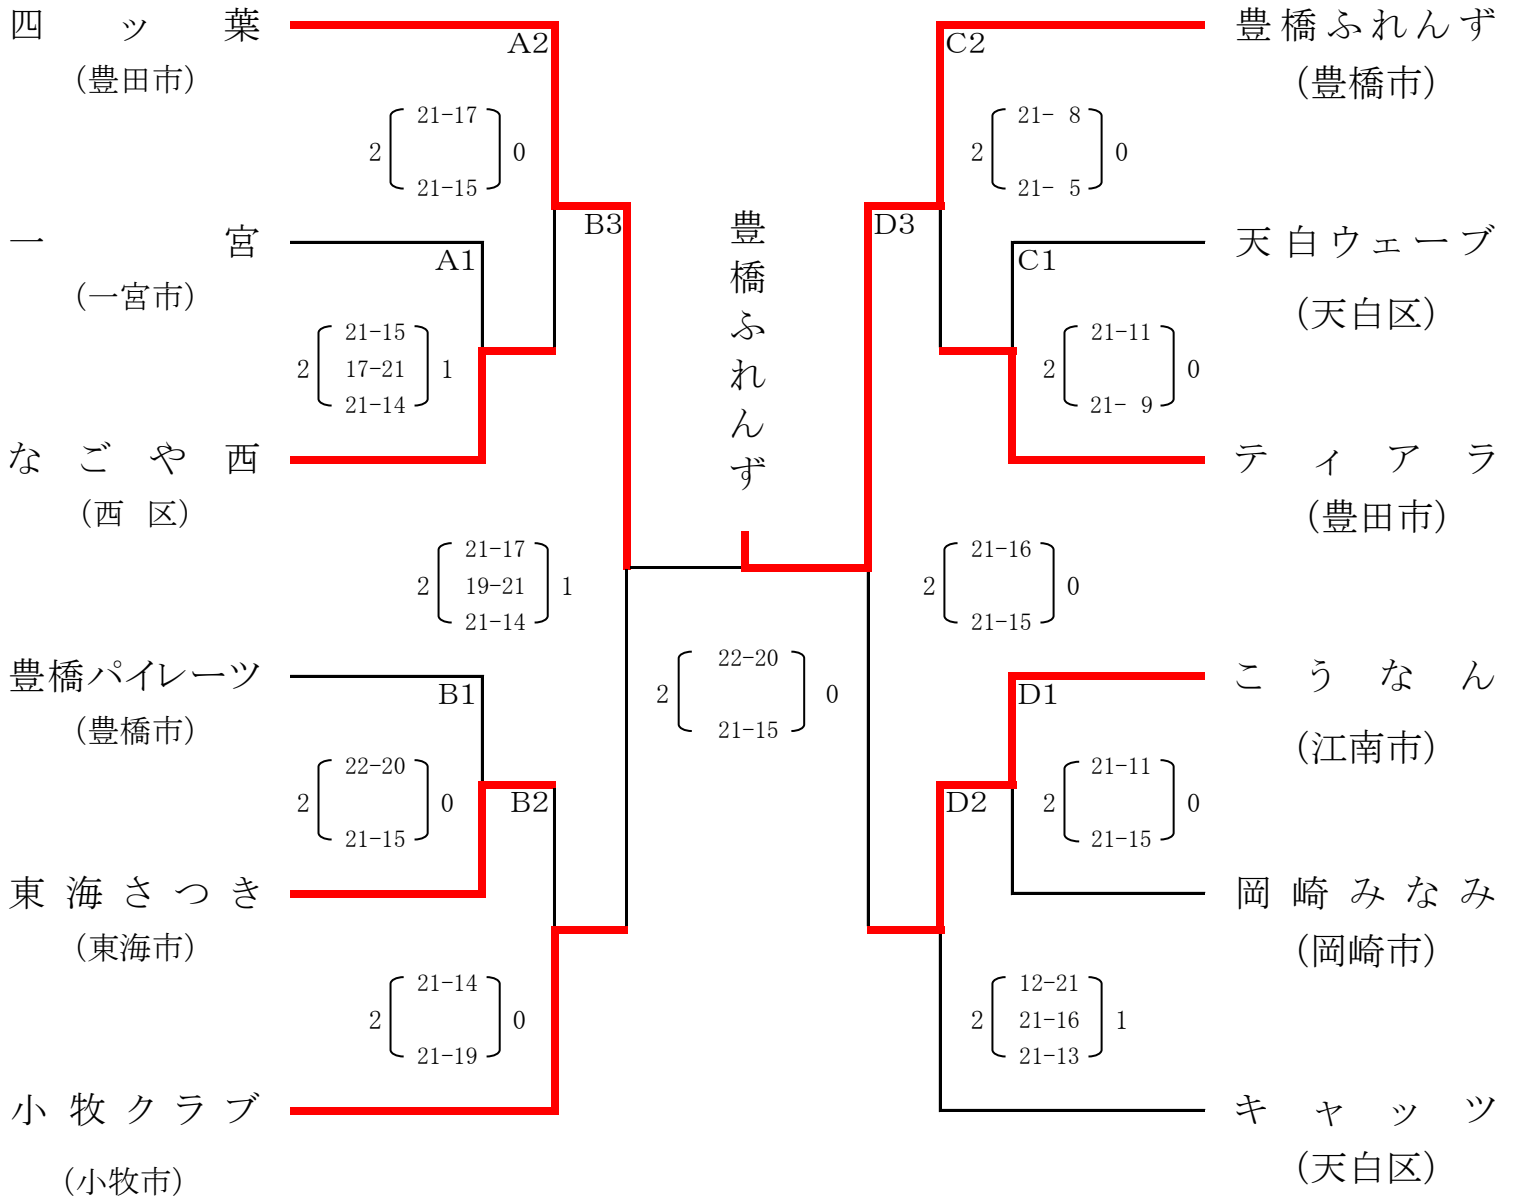 四ッ葉
(豊田市)
A2
21-17
2 0
21-15
一宮
(一宮市)
A1
21-15
2 17-21 1
21-14
なごや西
(西 区)
B3
21-17
2 19-21 1
21-14
豊橋パイレーツ
(豊橋市)
B1
22-20
2 0
21-15
東海さつき
(東海市)
B2
21-14
2 0
21-19
小牧クラブ
(小牧市)
豊橋ふれんず
22-20
2 0
21-15
豊橋ふれんず
(豊橋市)
C2
21- 8
2 0
21- 5
天白ウェーブ
(天白区)
C1
21-11
2 0
21- 9
ティアラ
(豊田市)
D3
21-16
2 0
21-15
こうなん
(江南市)
D1
21-11
2 0
21-15
岡崎みなみ
(岡崎市)
D2
12-21
2 21-16 1
21-13
キャッツ
(天白区)